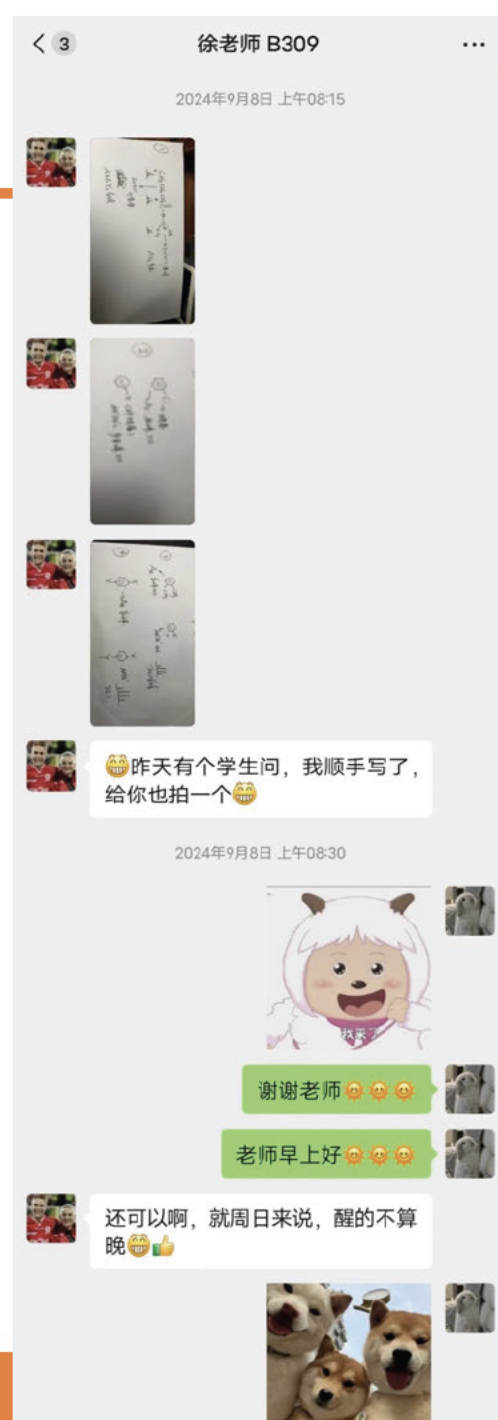 3
徐老师 B309
2024年9月8日 上午08:15
😁昨天有个学生问，我顺手写了，
给你也拍一个😁
2024年9月8日 上午08:30
我来了
谢谢老师🌞🌞🌞
老师早上好🌞🌞🌞
还可以啊，就周日来说，醒的不算
晚😁👍